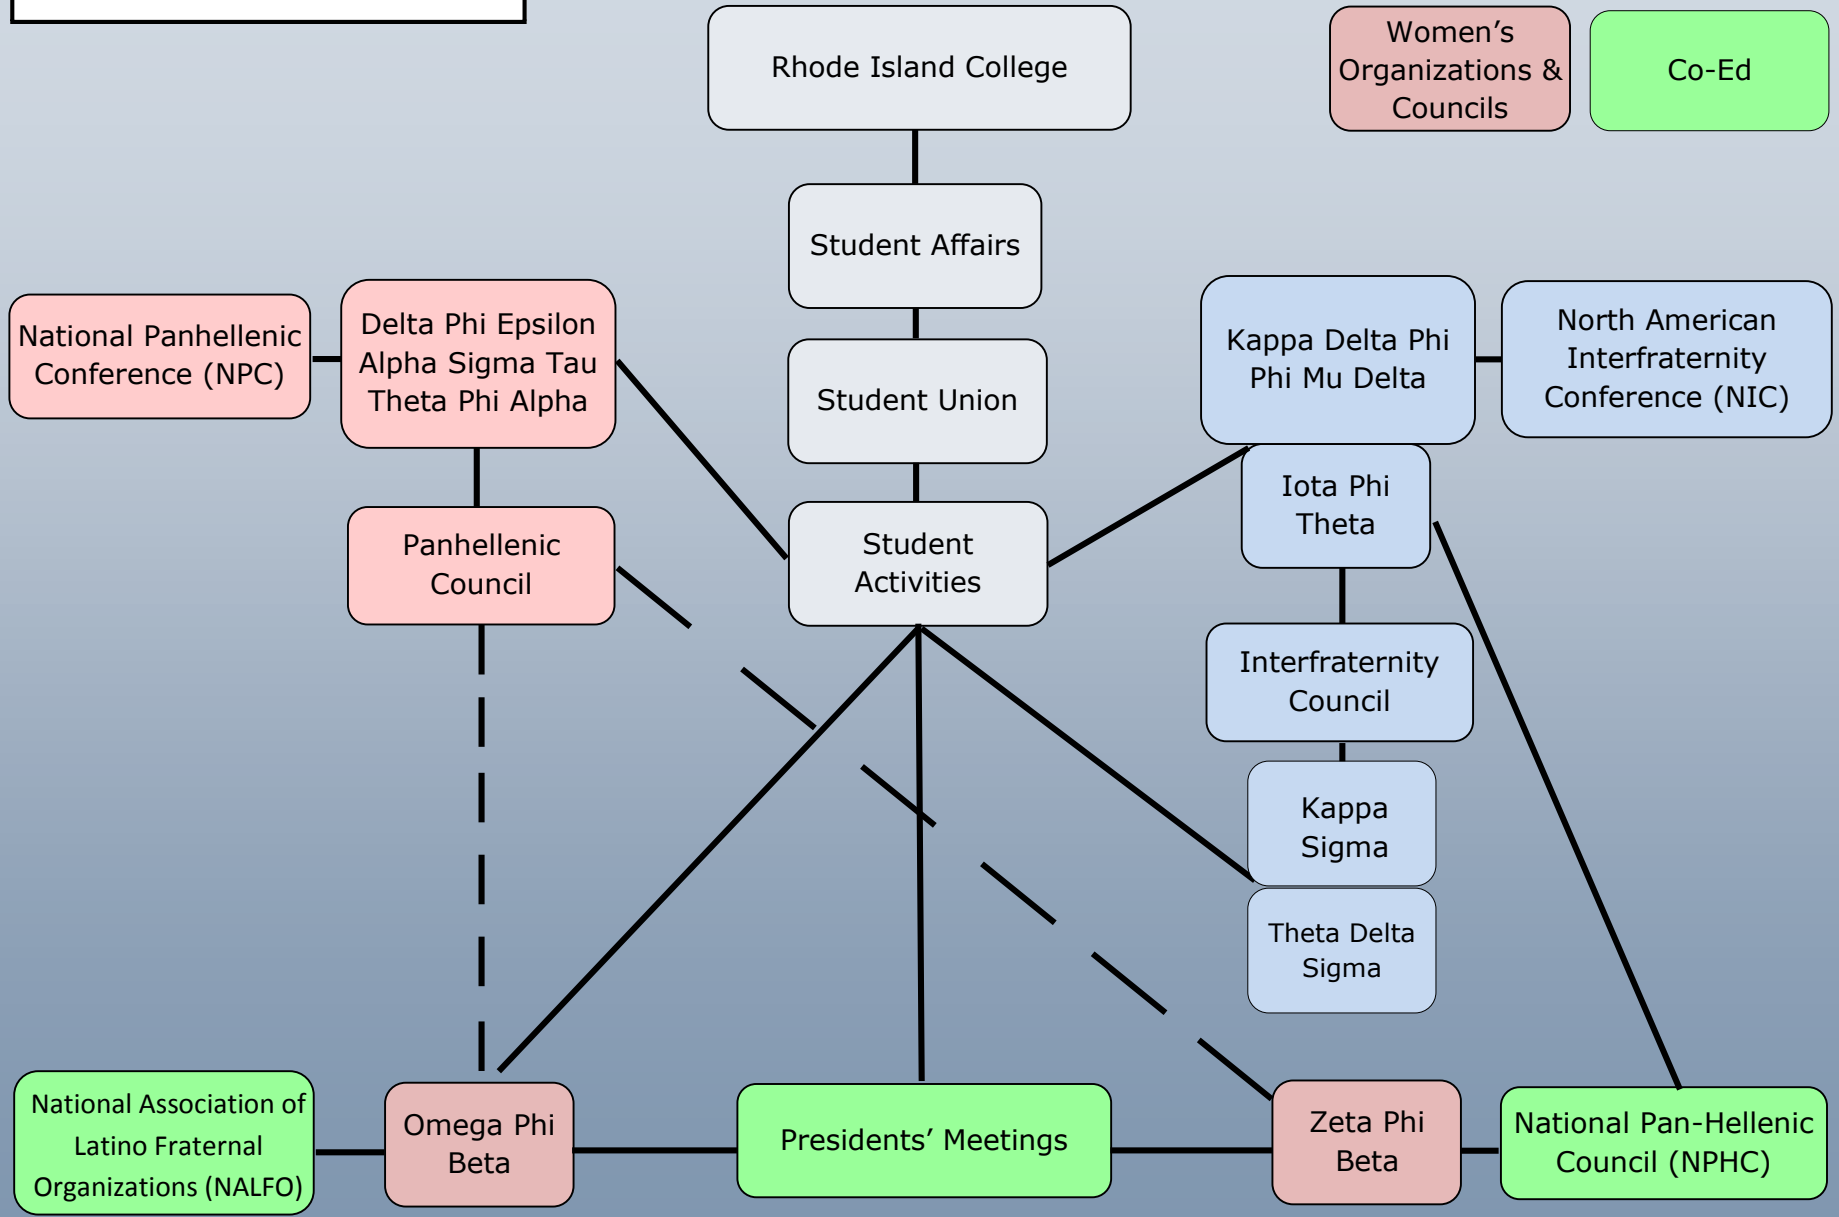 Rhode Island College
Women’s
Organizations &
Councils
Co-Ed
Student Affairs
National Panhellenic
Conference (NPC)
Delta Phi Epsilon
Alpha Sigma Tau
Theta Phi Alpha
Student Union
Kappa Delta Phi
Phi Mu Delta
North American
Interfraternity
Conference (NIC)
Iota Phi
Theta
Panhellenic
Council
Student
Activities
Interfraternity
Council
Kappa
Sigma
Theta Delta
Sigma
National Association of
Latino Fraternal
Organizations (NALFO)
Omega Phi
Beta
Presidents’ Meetings
Zeta Phi
Beta
National Pan-Hellenic
Council (NPHC)